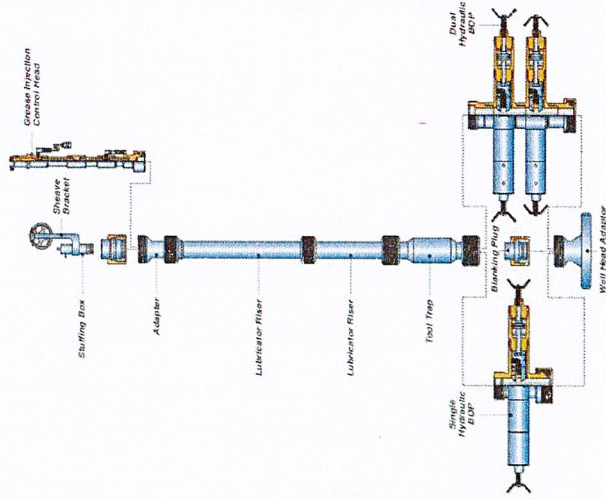 Grease Injection
Control Head
Sheave
Bracket
Stuffing Box
Adapter
Lubricator Riser
Lubricator Riser
Tool Trap
Blanking Plug
Dual
Hydraulic
BOP
Single
Hydraulic
BOP
Well Head Adaptor